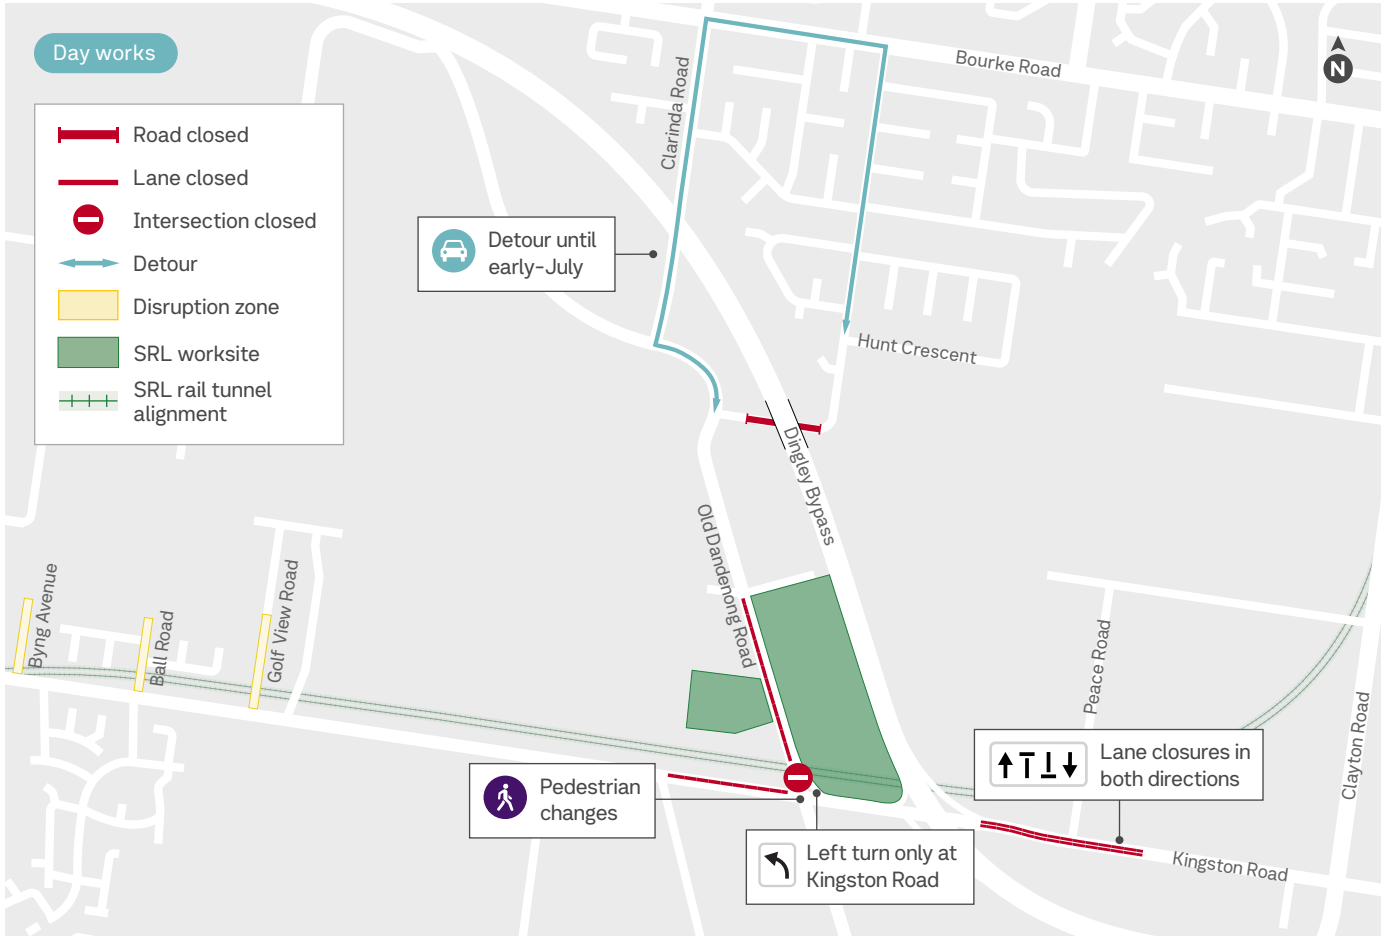 Day works
Road closed
Lane closed
Intersection closed
Detour
Disruption zone
SRL worksite
SRL rail tunnel
alignment
Bourke Road
N
Clarinda Road
Detour until
early-July
Hunt Crescent
Dingley Bypass
Old Dandenong Road
Byng Avenue
Ball Road
Golf View Road
Peace Road
Clayton Road
Pedestrian
changes
Lane closures in
both directions
Left turn only at
Kingston Road
Kingston Road